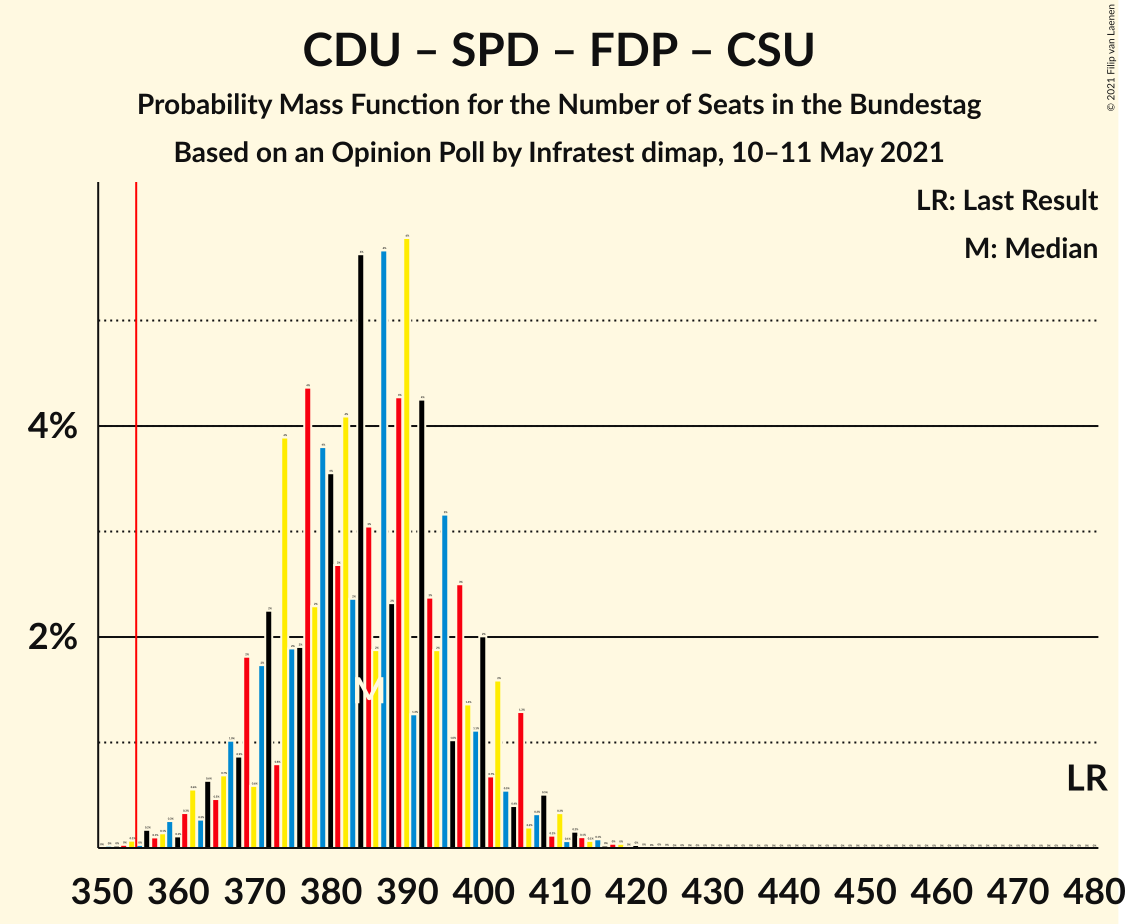 CDU – SPD – FDP – CSU
Probability Mass Function for the Number of Seats in the Bundestag
Based on an Opinion Poll by Infratest dimap, 10–11 May 2021
© 2021 Filip van Laenen
LR: Last Result
M: Median
4%
2%
M
LR
350 360 370 380 390 400 410 420 430 440 450 460 470 480